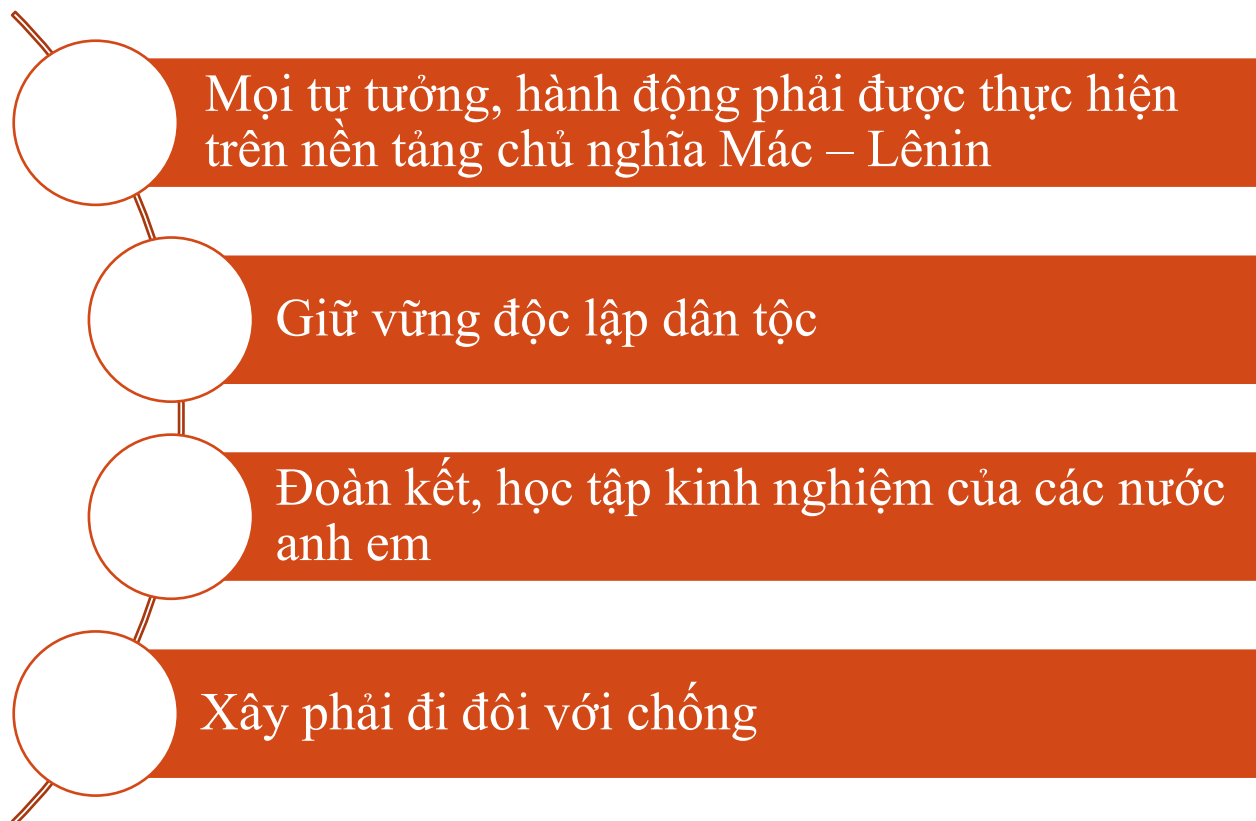 Mọi tư tưởng, hành động phải được thực hiện
trên nền tảng chủ nghĩa Mác – Lênin
Giữ vững độc lập dân tộc
Đoàn kết, học tập kinh nghiệm của các nước
anh em
Xây phải đi đôi với chống